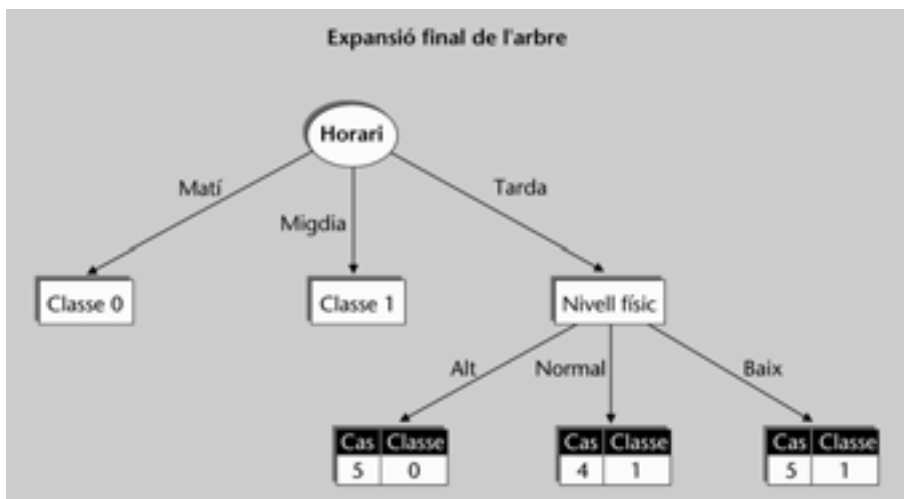 Expansió final de l'arbre
Horari
Matí
Migdia
Tarda
Classe 0
Classe 1
Nivell físic
Alt
Normal
Baix
Cas Classe
5 0
Cas Classe
4 1
Cas Classe
5 1